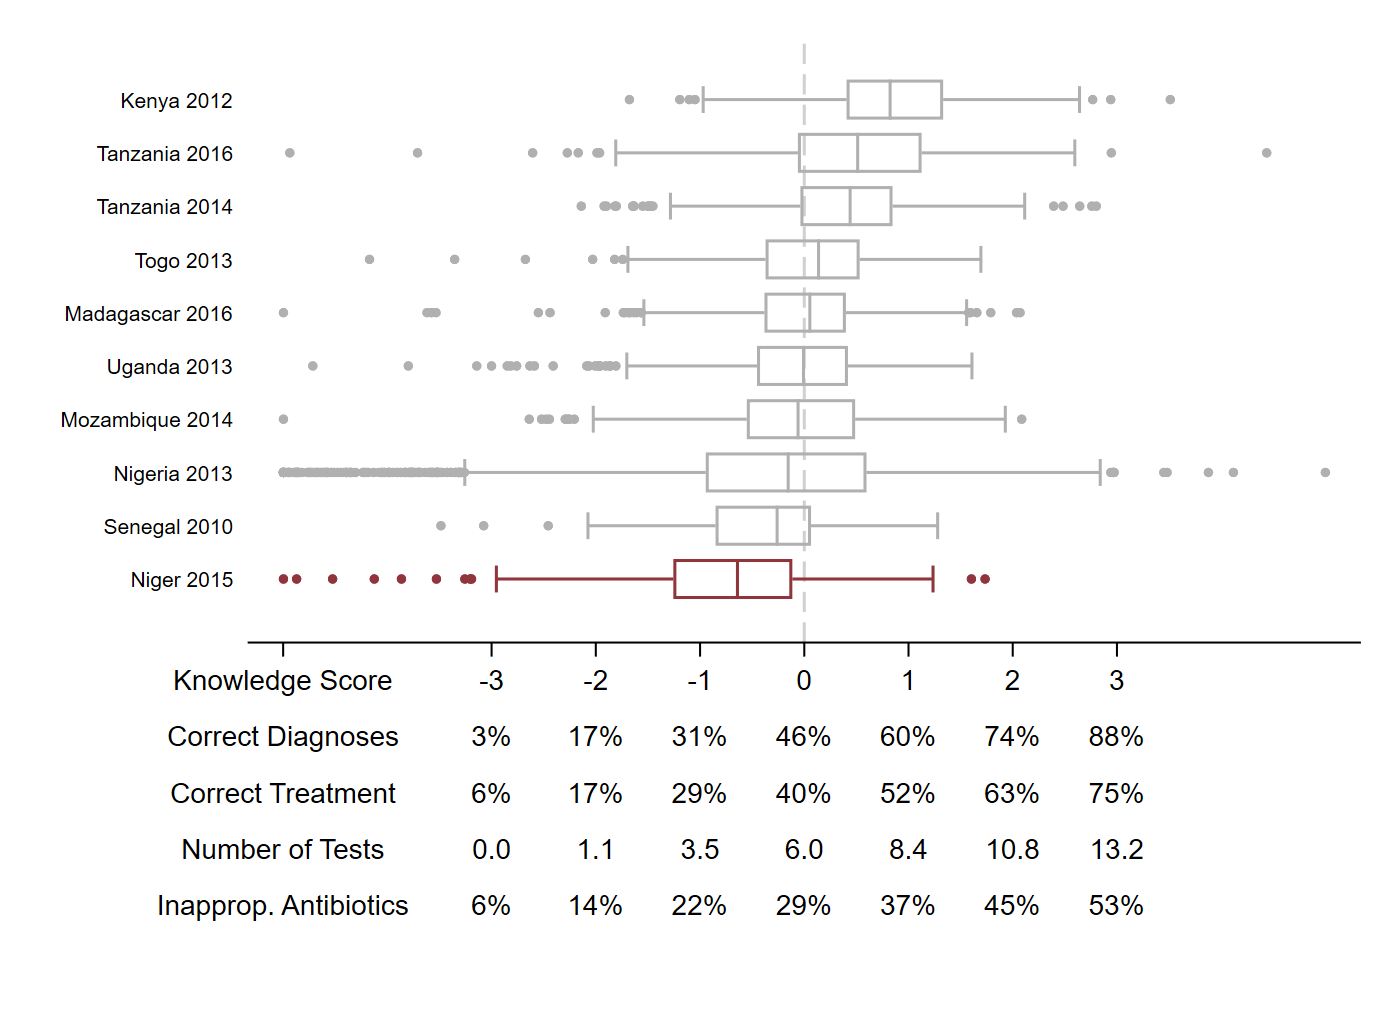 Kenya 2012
Tanzania 2016
Tanzania 2014
Togo 2013
Madagascar 2016
Uganda 2013
Mozambique 2014
Nigeria 2013
Senegal 2010
Niger 2015
Knowledge Score -3 -2 -1 0 1 2 3
Correct Diagnoses 3% 17% 31% 46% 60% 74% 88%
Correct Treatment 6% 17% 29% 40% 52% 63% 75%
Number of Tests 0.0 1.1 3.5 6.0 8.4 10.8 13.2
Inapprop. Antibiotics 6% 14% 22% 29% 37% 45% 53%